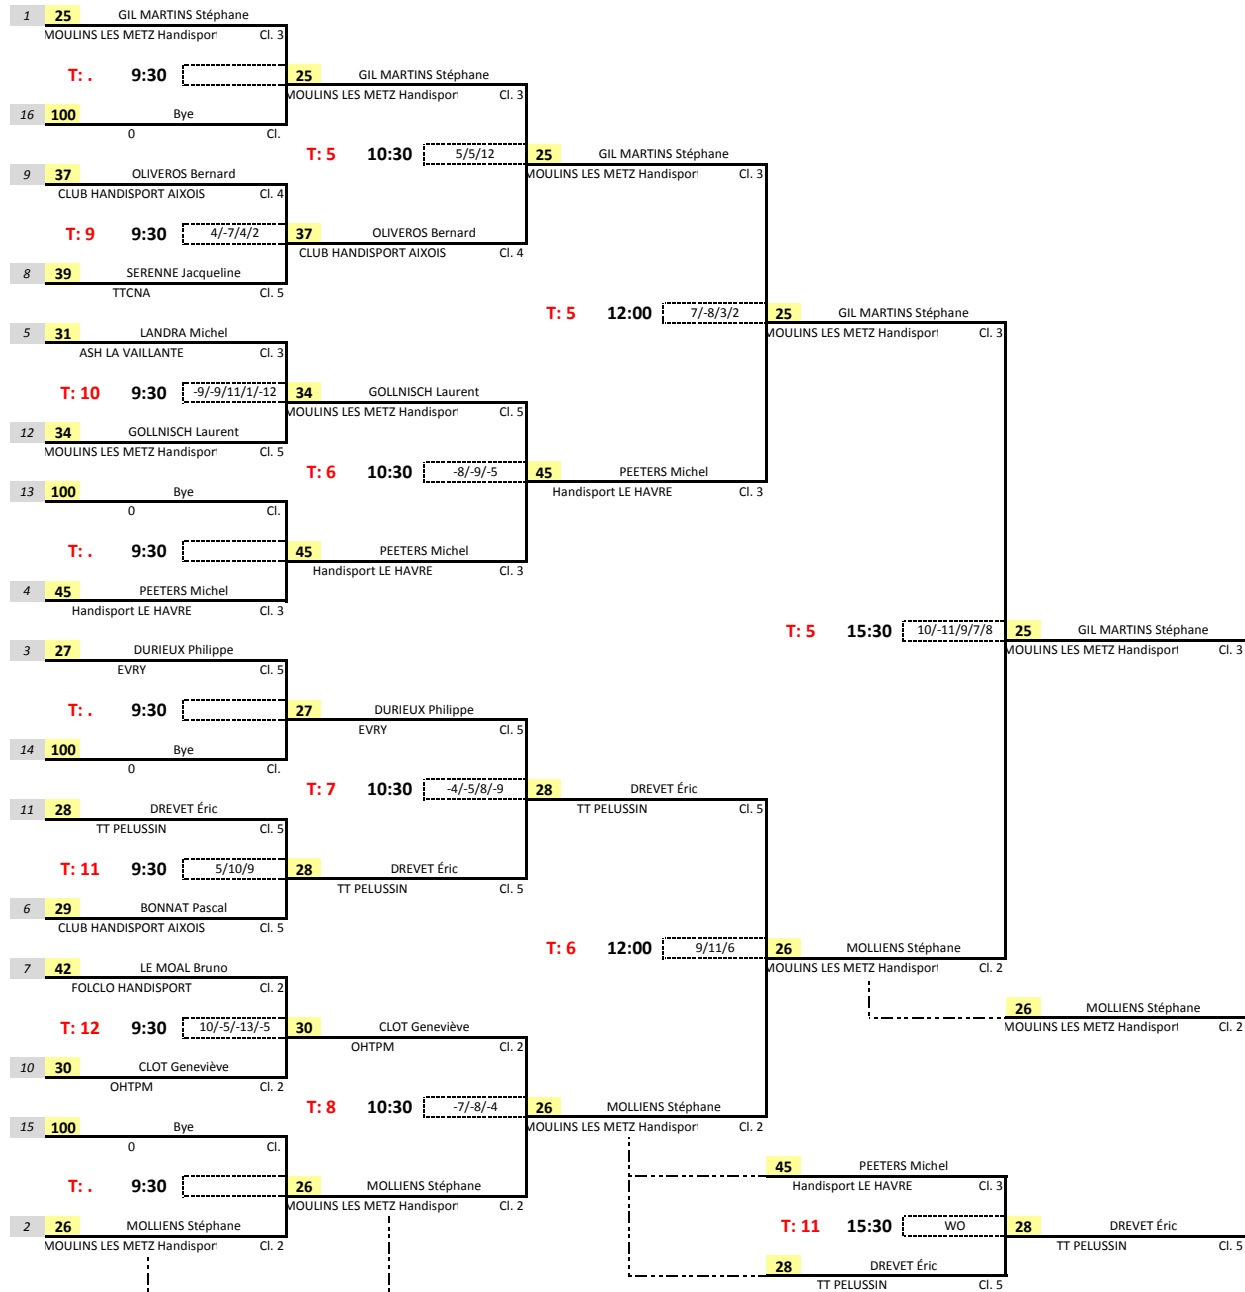 1 25 GIL MARTINS Stéphane
MOULINS LES METZ Handisport Cl. 3
T: . 9:30 25 GIL MARTINS Stéphane
MOULINS LES METZ Handisport Cl. 3
16 100 Bye
0 Cl.
T: 5 10:30 5/5/12 25 GIL MARTINS Stéphane
MOULINS LES METZ Handisport Cl. 3
9 37 OLIVEROS Bernard
CLUB HANDISPORT AIXOIS Cl. 4
T: 9 9:30 4/-7/4/2 37 OLIVEROS Bernard
CLUB HANDISPORT AIXOIS Cl. 4
8 39 SERENNE Jacqueline
TTCNA Cl. 5
T: 5 12:00 7/-8/3/2 25 GIL MARTINS Stéphane
MOULINS LES METZ Handisport Cl. 3
5 31 LANDRA Michel
ASH LA VAILLANTE Cl. 3
T: 10 9:30 -9/-9/11/1/-12 34 GOLLNISCH Laurent
MOULINS LES METZ Handisport Cl. 5
12 34 GOLLNISCH Laurent
MOULINS LES METZ Handisport Cl. 5
T: 6 10:30 -8/-9/-5 45 PEETERS Michel
Handisport LE HAVRE Cl. 3
13 100 Bye
0 Cl.
T: . 9:30 45 PEETERS Michel
Handisport LE HAVRE Cl. 3
4 45 PEETERS Michel
Handisport LE HAVRE Cl. 3
T: 5 15:30 10/-11/9/7/8 25 GIL MARTINS Stéphane
MOULINS LES METZ Handisport Cl. 3
3 27 DURIEUX Philippe
EVRY Cl. 5
T: . 9:30 27 DURIEUX Philippe
EVRY Cl. 5
14 100 Bye
0 Cl.
T: 7 10:30 -4/-5/8/-9 28 DREVET Éric
TT PELUSSIN Cl. 5
11 28 DREVET Éric
TT PELUSSIN Cl. 5
T: 11 9:30 5/10/9 28 DREVET Éric
TT PELUSSIN Cl. 5
6 29 BONNAT Pascal
CLUB HANDISPORT AIXOIS Cl. 5
T: 6 12:00 9/11/6 26 MOLLIENS Stéphane
MOULINS LES METZ Handisport Cl. 2
7 42 LE MOAL Bruno
FOLCLO HANDISPORT Cl. 2
26 MOLLIENS Stéphane
MOULINS LES METZ Handisport Cl. 2
T: 12 9:30 10/-5/-13/-5 30 CLOT Geneviève
OHTPM Cl. 2
10 30 CLOT Geneviève
OHTPM Cl. 2
T: 8 10:30 -7/-8/-4 26 MOLLIENS Stéphane
MOULINS LES METZ Handisport Cl. 2
15 100 Bye
0 Cl.
45 PEETERS Michel
Handisport LE HAVRE Cl. 3
T: . 9:30 26 MOLLIENS Stéphane
MOULINS LES METZ Handisport Cl. 2
2 26 MOLLIENS Stéphane
MOULINS LES METZ Handisport Cl. 2
T: 11 15:30 WO 28 DREVET Éric
TT PELUSSIN Cl. 5
28 DREVET Éric
TT PELUSSIN Cl. 5